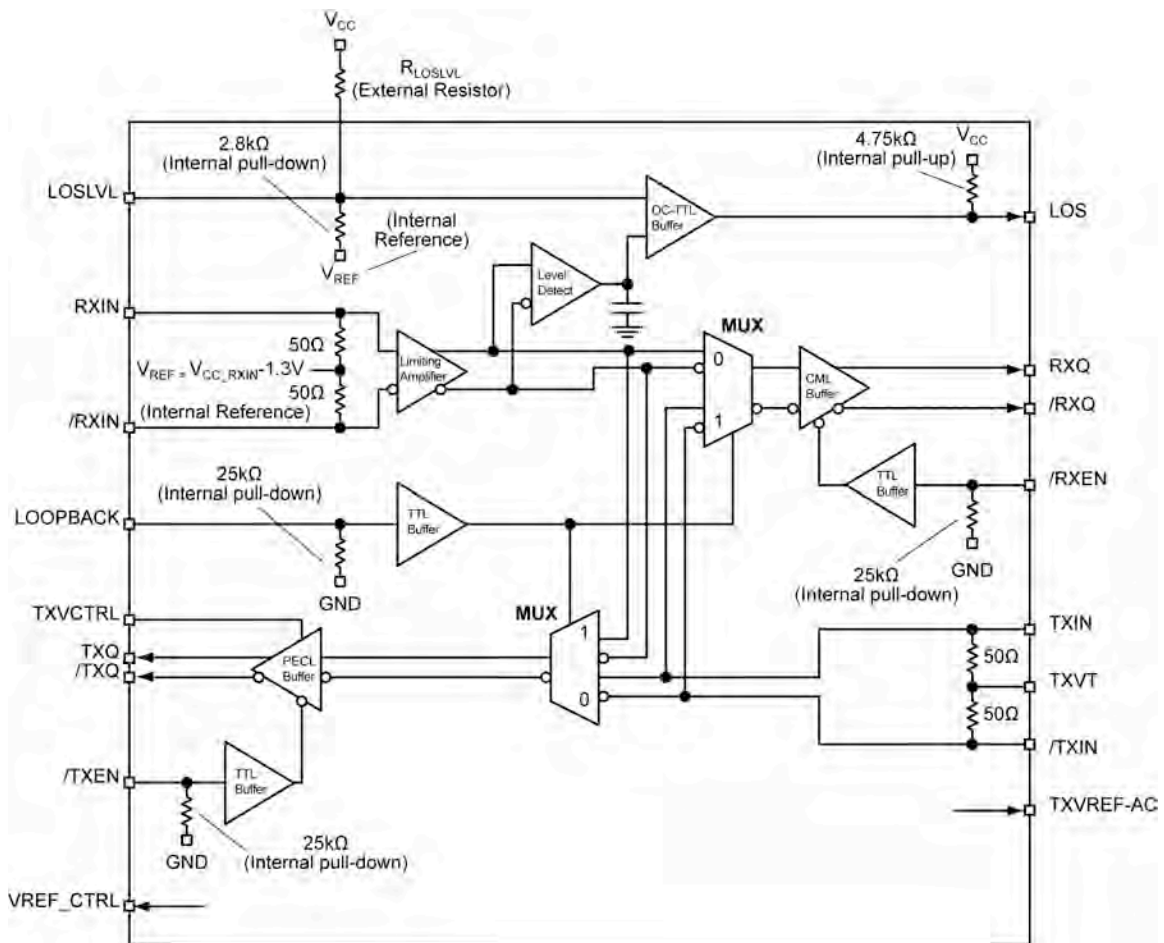 VCC
RLOSLVL
(External Resistor)
2.8kΩ
(Internal pull-down)
4.75kΩ
(Internal pull-up)
VCC
LOSLVL
OC-TTL
Buffer
LOS
(Internal
Reference)
VREF
Level
Detect
RXIN
MUX
50Ω
Limiting
Amplifier
0
VREF = VCC_RXIN-1.3V
50Ω
CML
Buffer
RXQ
(Internal Reference)
/RXQ
/RXIN
1
25kΩ
(Internal pull-down)
TTL
Buffer
/RXEN
LOOPBACK
TTL
Buffer
GND
GND
25kΩ
(Internal pull-down)
TXVCTRL
MUX
TXIN
1
TXQ
/TXQ
PECL
Buffer
50Ω
TXVT
0
50Ω
/TXIN
/TXEN
TTL
Buffer
TXVREF-AC
GND
25kΩ
(Internal pull-down)
VREF_CTRL